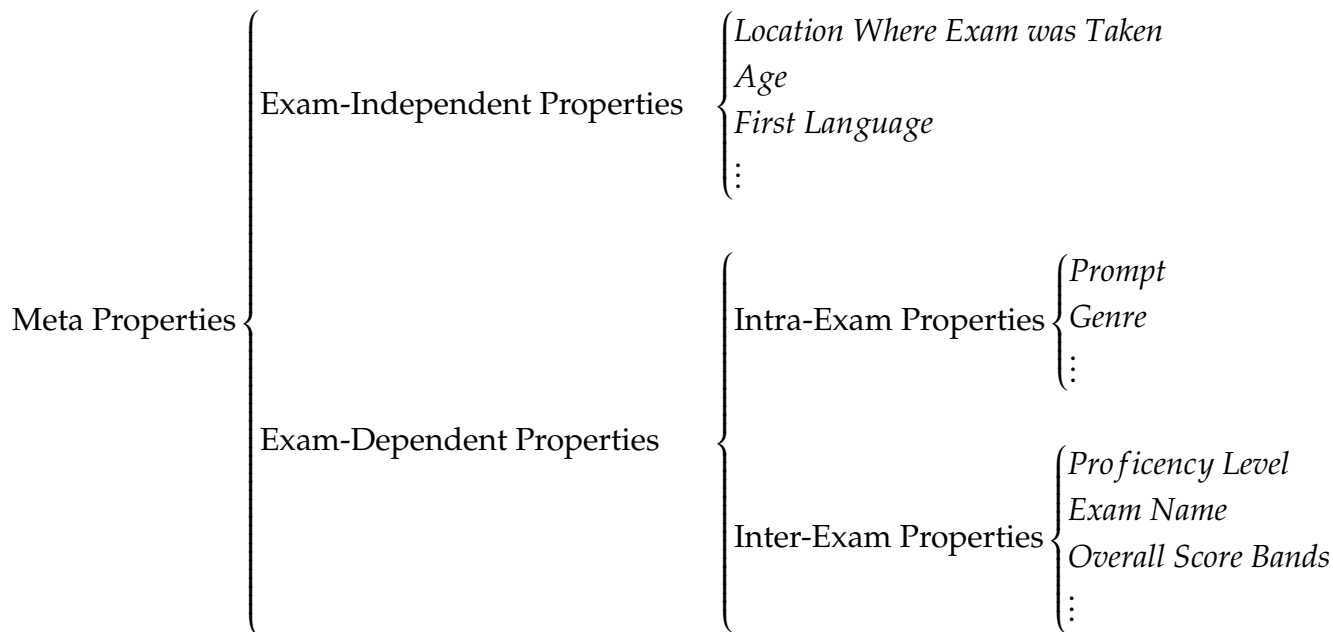 Meta Properties
Exam-Independent Properties
Location Where Exam was Taken
Age
First Language
⋮
Exam-Dependent Properties
Intra-Exam Properties
Prompt
Genre
⋮
Inter-Exam Properties
Proficency Level
Exam Name
Overall Score Bands
⋮